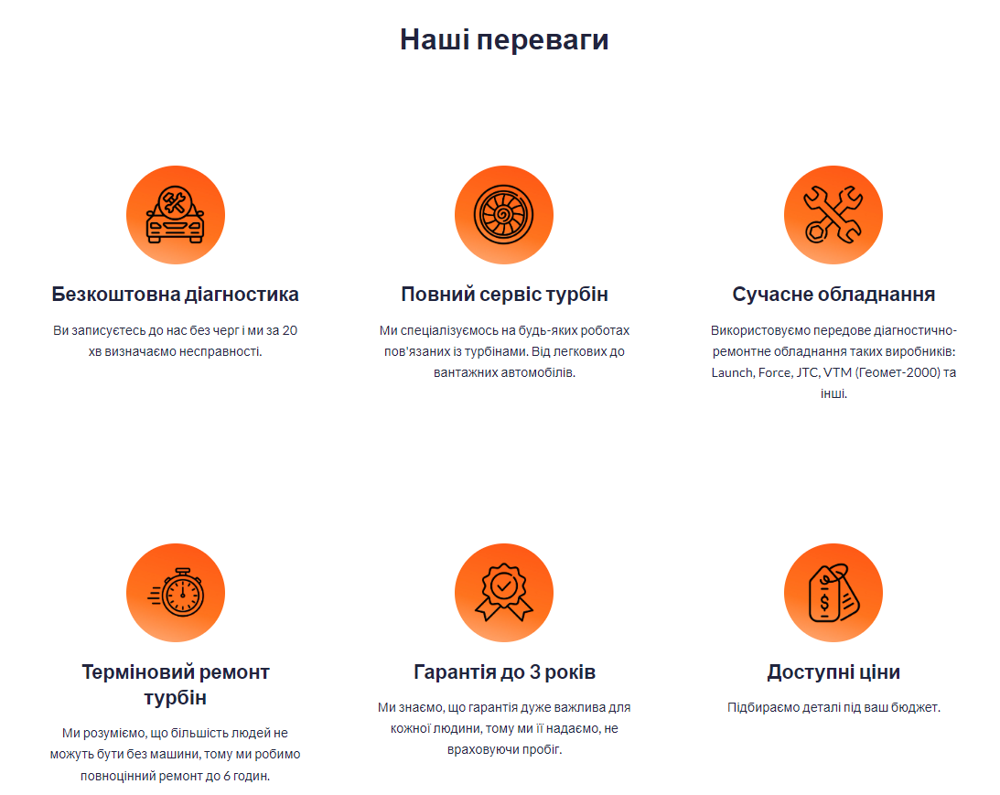 Наші переваги
Безкоштовна діагностика
Ви записуєтесь до нас без черг і ми за 20
хв визначаємо несправності.
Повний сервіс турбін
Ми спеціалізуємось на будь-яких роботах
пов'язаних із турбінами. Від легкових до
вантажних автомобілів.
Сучасне обладнання
Використовуємо передове діагностично-
ремонтне обладнання таких виробників:
Launch, Force, JTC, VTM (Геомет-2000) та
інші.
Терміновий ремонт
турбін
Ми розуміємо, що більшість людей не
можуть бути без машини, тому ми робимо
повноцінний ремонт до 6 годин.
Гарантія до 3 років
Ми знаємо, що гарантія дуже важлива для
кожної людини, тому ми її надаємо, не
враховуючи пробіг.
$
Доступні ціни
Підбираємо деталі під ваш бюджет.